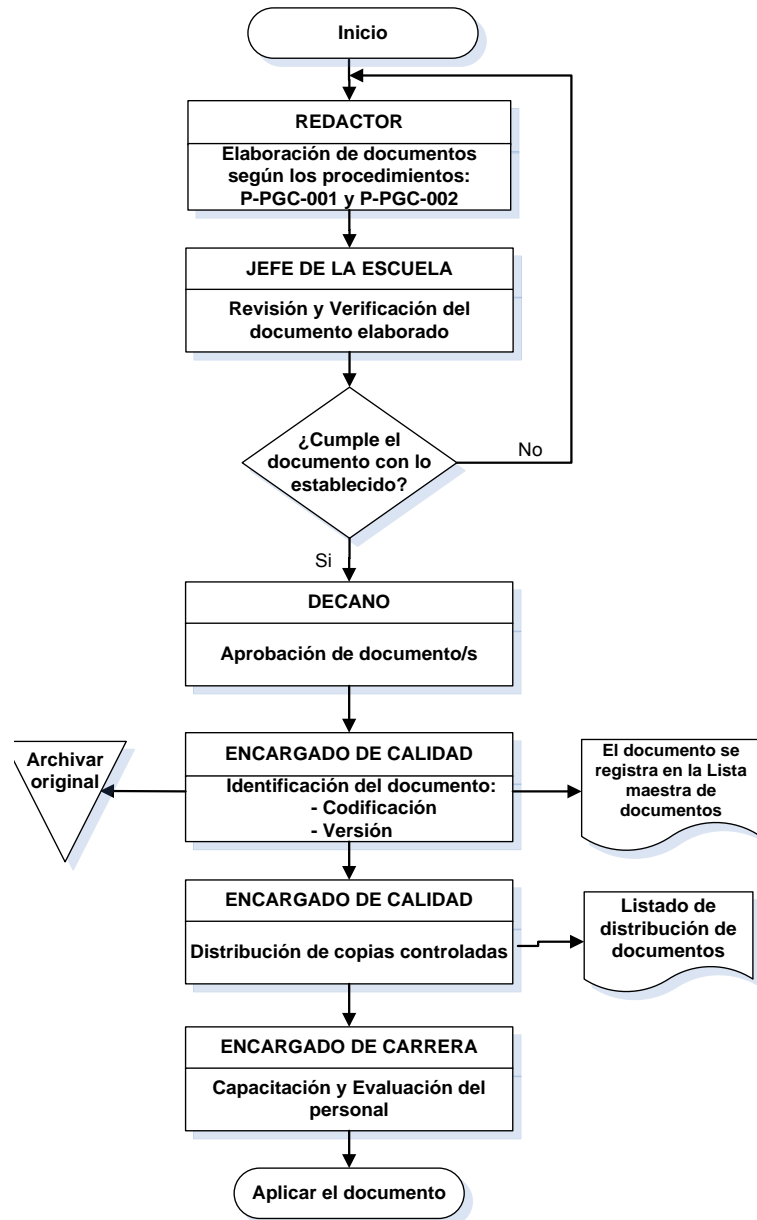 Inicio
REDACTOR
Elaboración de documentos
según los procedimientos:
P-PGC-001 y P-PGC-002
JEFE DE LA ESCUELA
Revisión y Verificación del
documento elaborado
¿Cumple el
documento con lo
establecido?
No
Si
DECANO
Aprobación de documento/s
Archivar
original
ENCARGADO DE CALIDAD
Identificación del documento:
- Codificación
- Versión
El documento se
registra en la Lista
maestra de
documentos
ENCARGADO DE CALIDAD
Distribución de copias controladas
Listado de
distribución de
documentos
ENCARGADO DE CARRERA
Capacitación y Evaluación del
personal
Aplicar el documento